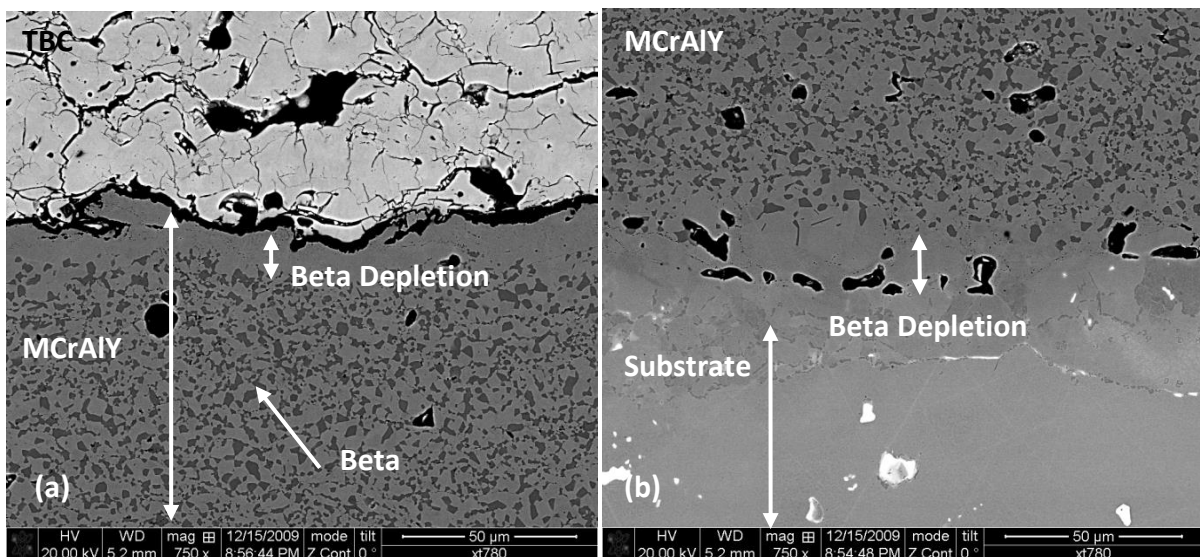 TBC
Beta Depletion
MCrAlY
Beta
(a)
HV WD mag ⊞ 12/15/2009 mode tilt 50 µm
20.00 kV 5.2 mm 750 x 8:56:44 PM Z Cont 0 ° xt780
MCrAlY
Beta Depletion
Substrate
(b)
HV WD mag ⊞ 12/15/2009 mode tilt 50 µm
20.00 kV 5.2 mm 750 x 8:54:48 PM Z Cont 0 ° xt780